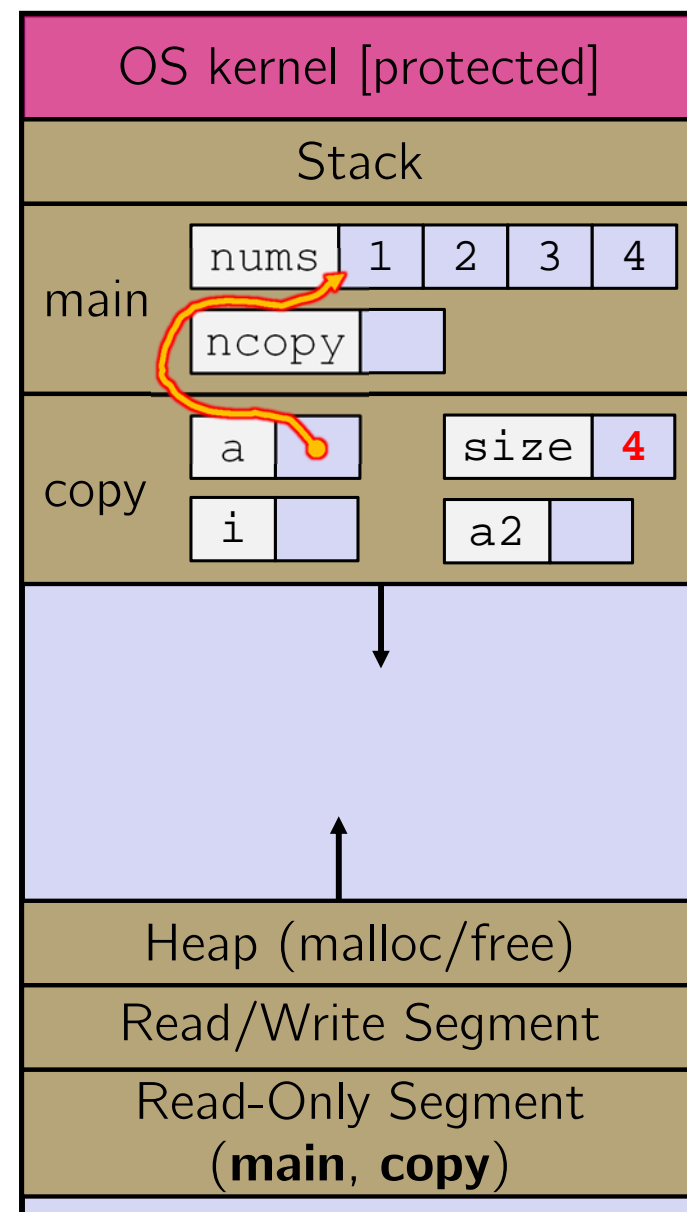 OS kernel [protected]
Stack
main
nums 1 2 3 4
ncopy
copy
a size 4
i a2
Heap (malloc/free)
Read/Write Segment
Read-Only Segment
(main, copy)